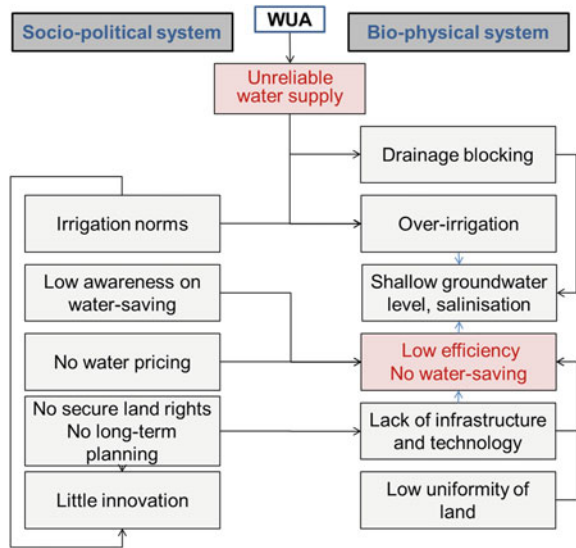 Socio-political system
WUA
Bio-physical system
Unreliable
water supply
Drainage blocking
Irrigation norms
Over-irrigation
Low awareness on
water-saving
Shallow groundwater
level, salinisation
No water pricing
Low efficiency
No water-saving
No secure land rights
No long-term
planning
Lack of infrastructure
and technology
Little innovation
Low uniformity of
land